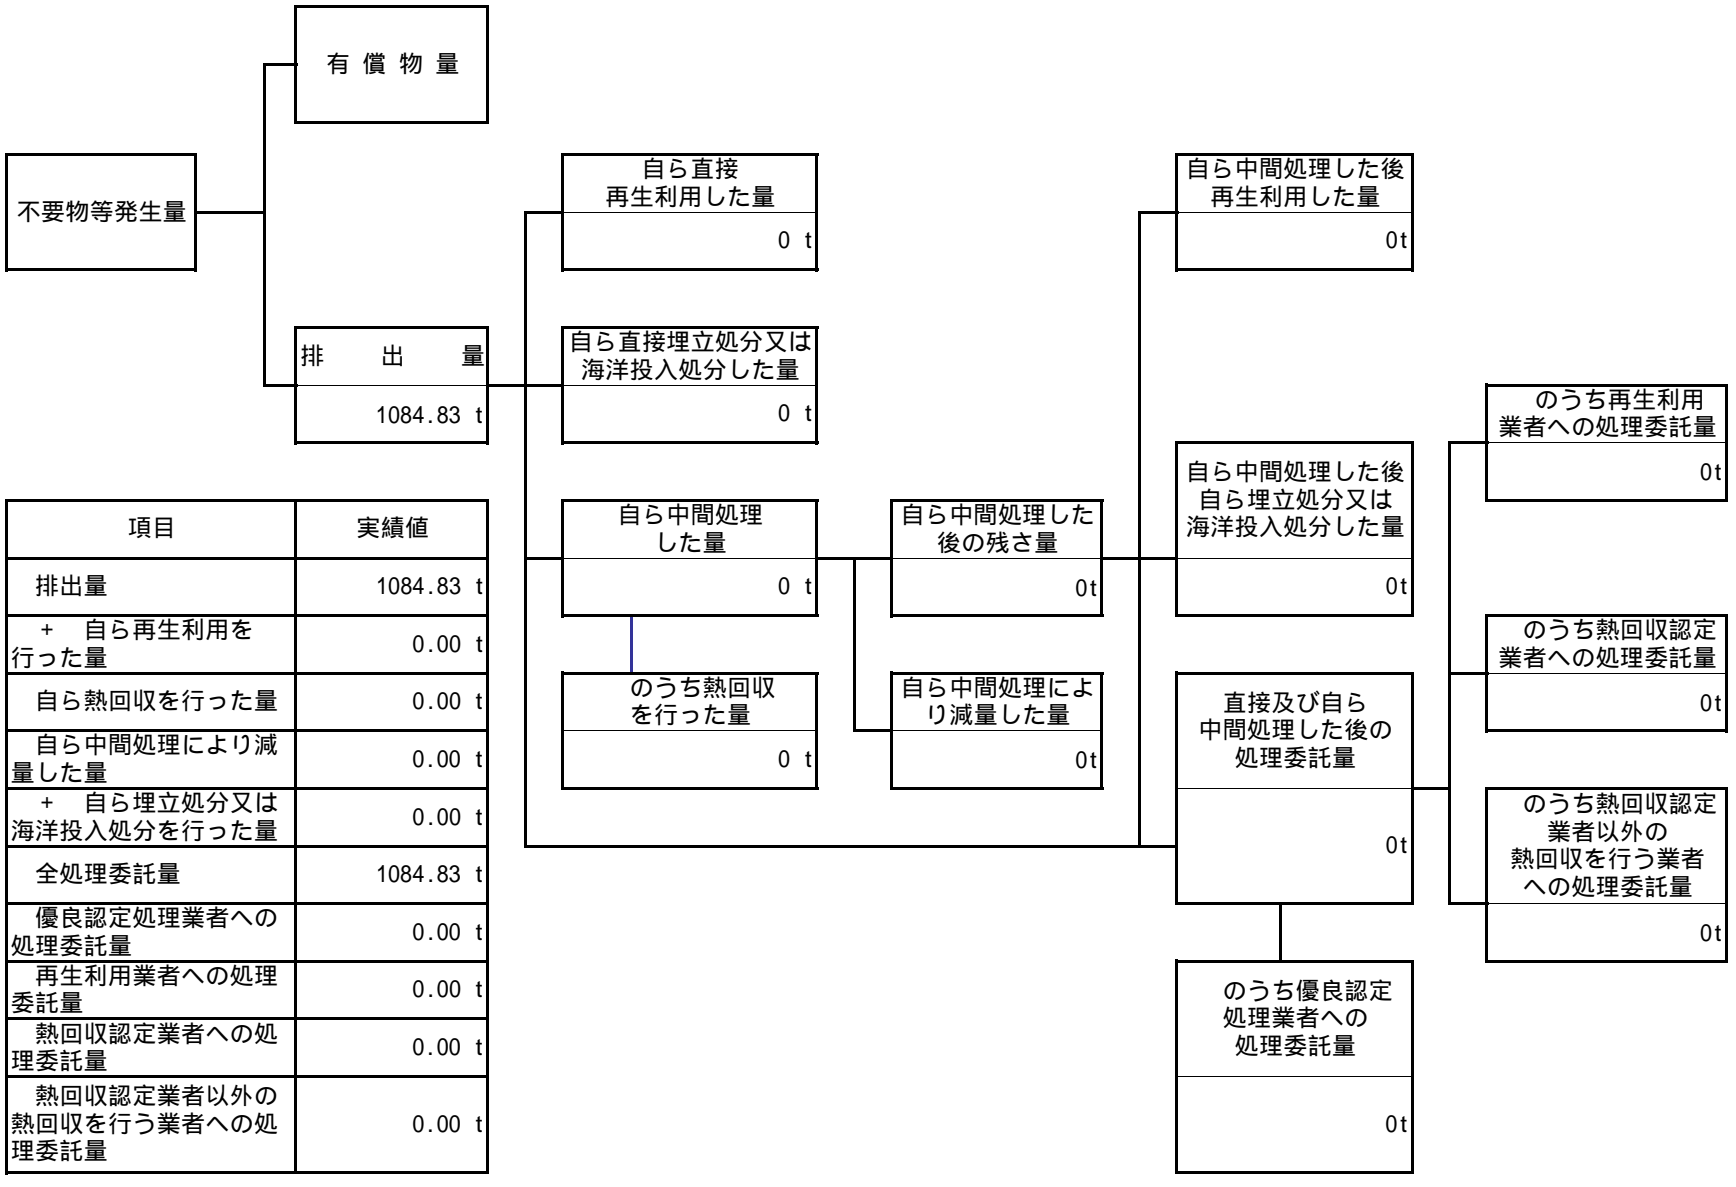 有 償 物 量
不要物等発生量
自ら直接
再生利用した量
0 t
自ら中間処理した後
再生利用した量
0t
排 出 量
1084.83 t
自ら直接埋立処分又は
海洋投入処分した量
0 t
のうち再生利用
業者への処理委託量
0t
自ら中間処理した後
自ら埋立処分又は
海洋投入処分した量
0t
自ら中間処理
した量
0 t
自ら中間処理した
後の残さ量
0t
のうち熱回収認定
業者への処理委託量
0t
のうち熱回収
を行った量
0 t
自ら中間処理によ
り減量した量
0t
直接及び自ら
中間処理した後の
処理委託量
0t
のうち熱回収認定
業者以外の
熱回収を行う業者
への処理委託量
0t
のうち優良認定
処理業者への
処理委託量
0t
項目 実績値
排出量 1084.83 t
+ 自ら再生利用を
行った量 0.00 t
自ら熱回収を行った量 0.00 t
自ら中間処理により減
量した量 0.00 t
+ 自ら埋立処分又は
海洋投入処分を行った量 0.00 t
全処理委託量 1084.83 t
優良認定処理業者への
処理委託量 0.00 t
再生利用業者への処理
委託量 0.00 t
熱回収認定業者への処
理委託量 0.00 t
熱回収認定業者以外の
熱回収を行う業者への処 0.00 t
理委託量